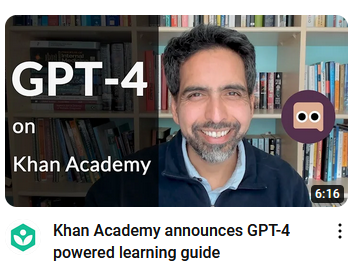 GPT-4
on
Khan Academy
6:16
Khan Academy announces GPT-4
powered learning guide